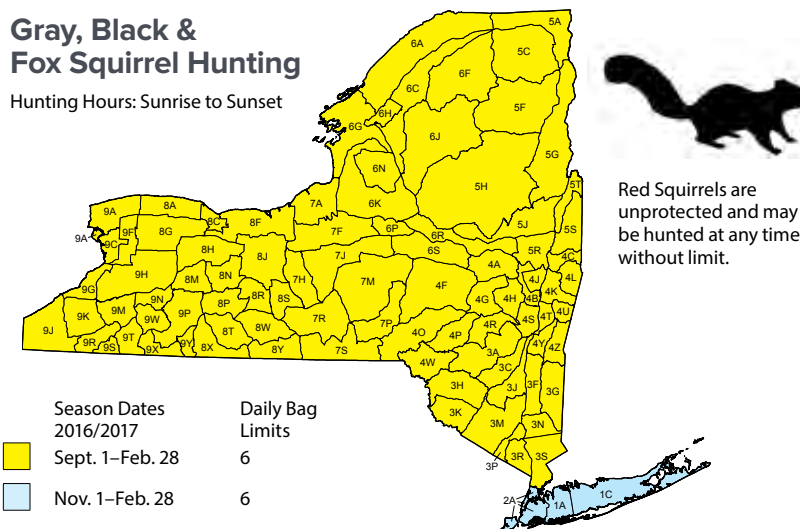 Gray, Black &
Fox Squirrel Hunting
Hunting Hours: Sunrise to Sunset
5A
6A
5C
6F
6C
5F
6H
6G
6J
5G
6N
5H
5T
6K
7A
9A
8A
8C
8F
9A
9F
9C
8G
7F
6P
6R
5J
5S
6S
5R
4C
8H
8J
7J
4A
4L
9H
8M
8N
7H
7M
4F
4J
4K
9G
9N
8P
8R
8S
4G
4H
4B
4U
9J
9K
9M
9W
9P
8T
8W
7R
7P
4O
4P
4R
4S
4T
9R
9S
9T
9X
9Y
8X
8Y
7S
4W
3A
4Y
4Z
3C
3H
3J
3F
3G
3K
3M
3N
3P
3R
3S
2A
1A
1C
Red Squirrels are
unprotected and may
be hunted at any time
without limit.
Season Dates
2016/2017
Daily Bag
Limits
Sept. 1–Feb. 28 6
Nov. 1–Feb. 28 6